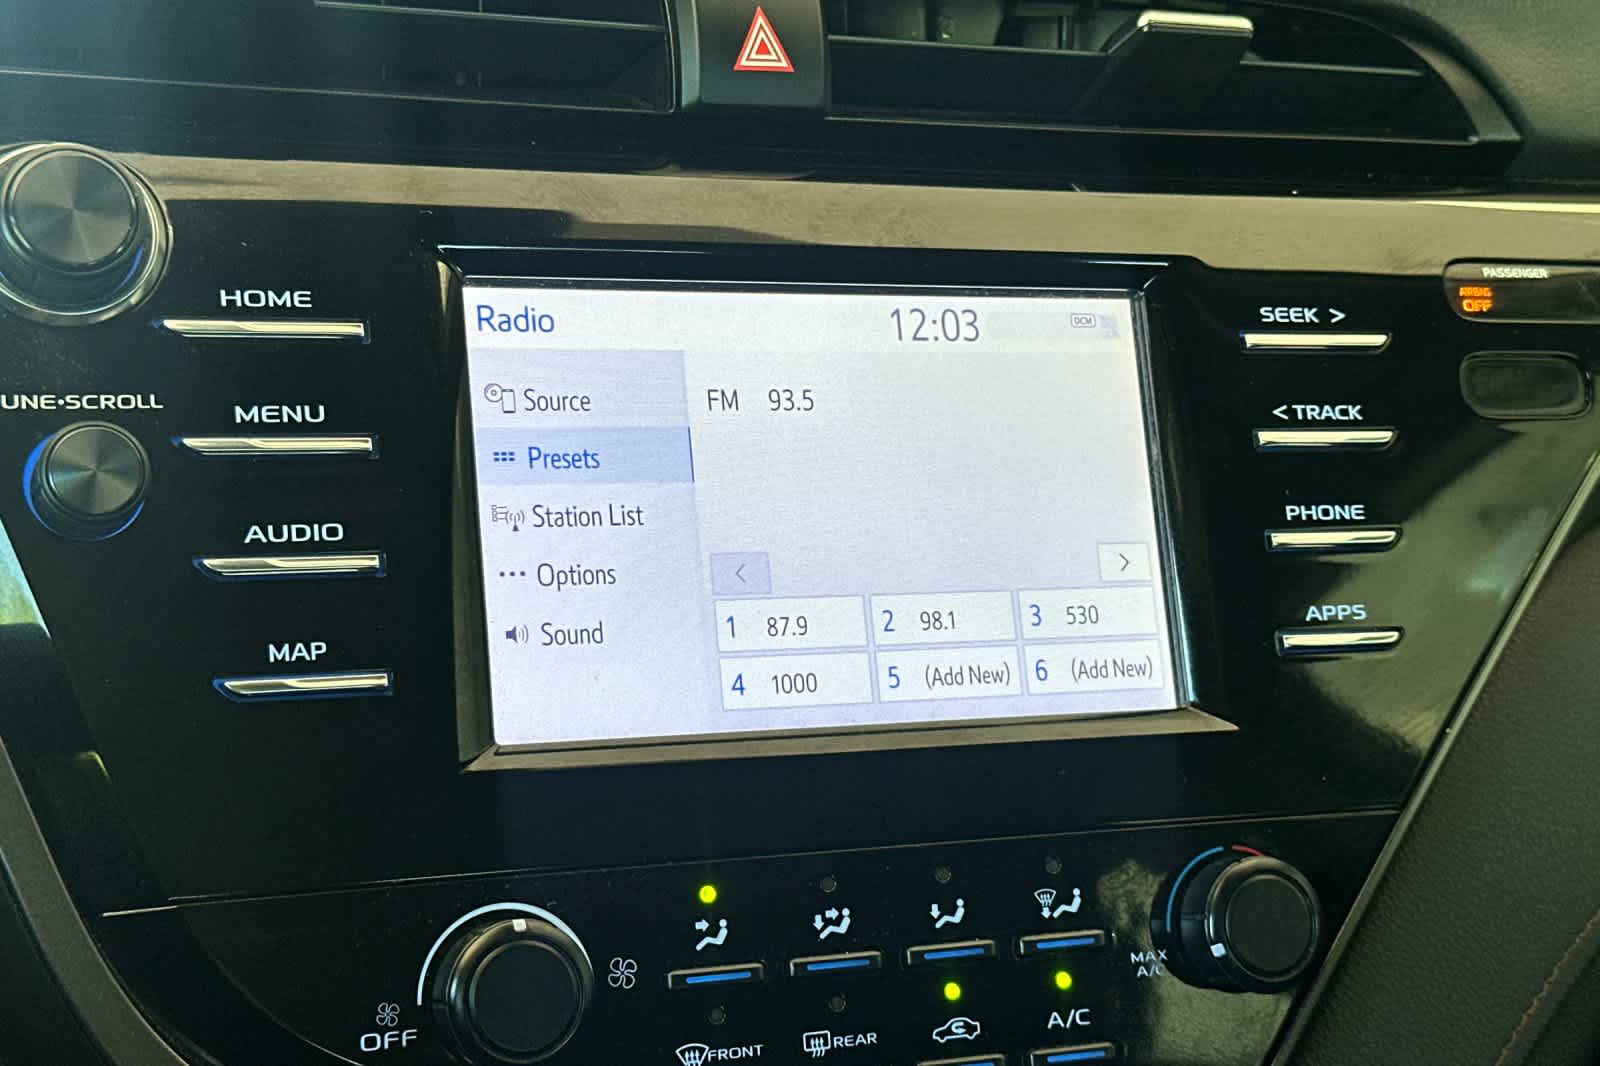 PASSENGER
AIRBAG
OFF
HOME
UNE•SCROLL
MENU
AUDIO
MAP
Radio
12:03
DCM
Source
Presets
Station List
Options
Sound
FM 93.5
<
>
1 87.9
2 98.1
3 530
4 1000
5 (Add New)
6 (Add New)
SEEK >
< TRACK
PHONE
APPS
OFF
FRONT
REAR
A/C
MAX
A/C